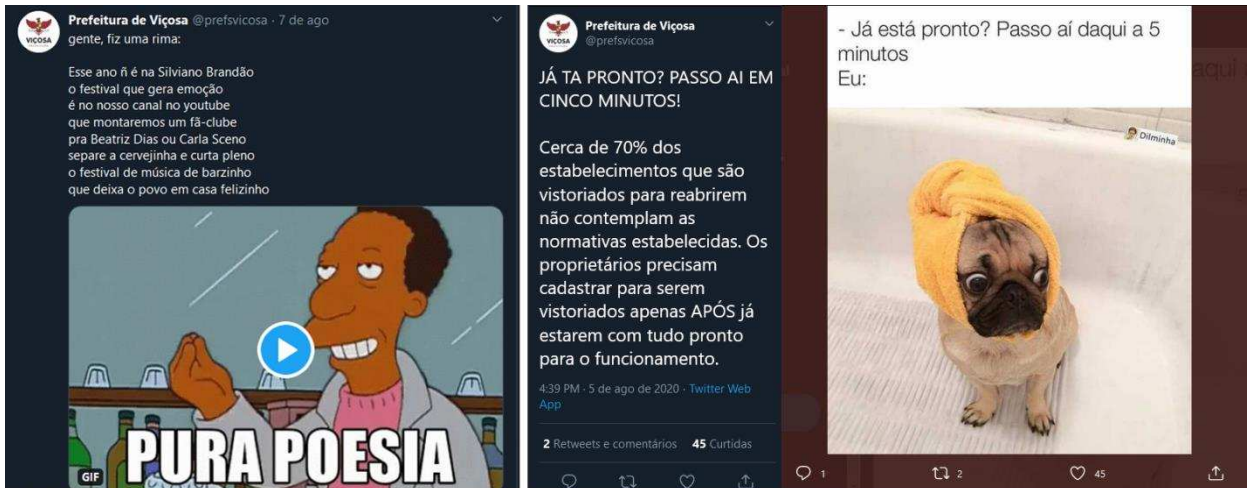 Prefeitura de Viçosa @prefsvicosa · 7 de ago
gente, fiz uma rima:
Esse ano ñ é na Silviano Brandão
o festival que gera emoção
é no nosso canal no youtube
que montaremos um fã-clube
pra Beatriz Dias ou Carla Sceno
separe a cervejinha e curta pleno
o festival de música de barzinho
que deixa o povo em casa felizinho
VIÇOSA
PURA POESIA
GIF
Prefeitura de Viçosa
@prefsvicosa
VIÇOSA
JÁ TA PRONTO? PASSO AI EM
CINCO MINUTOS!
Cerca de 70% dos
estabelecimentos que são
vistoriados para reabrirem
não contemplam as
normativas estabelecidas. Os
proprietários precisam
cadastrar para serem
vistoriados apenas APÓS já
estarem com tudo pronto
para o funcionamento.
4:39 PM · 5 de ago de 2020 · Twitter Web
App
2 Retweets e comentários 45 Curtidas
- Já está pronto? Passo aí daqui a 5
minutos
Eu:
Dilminha
1 2 45